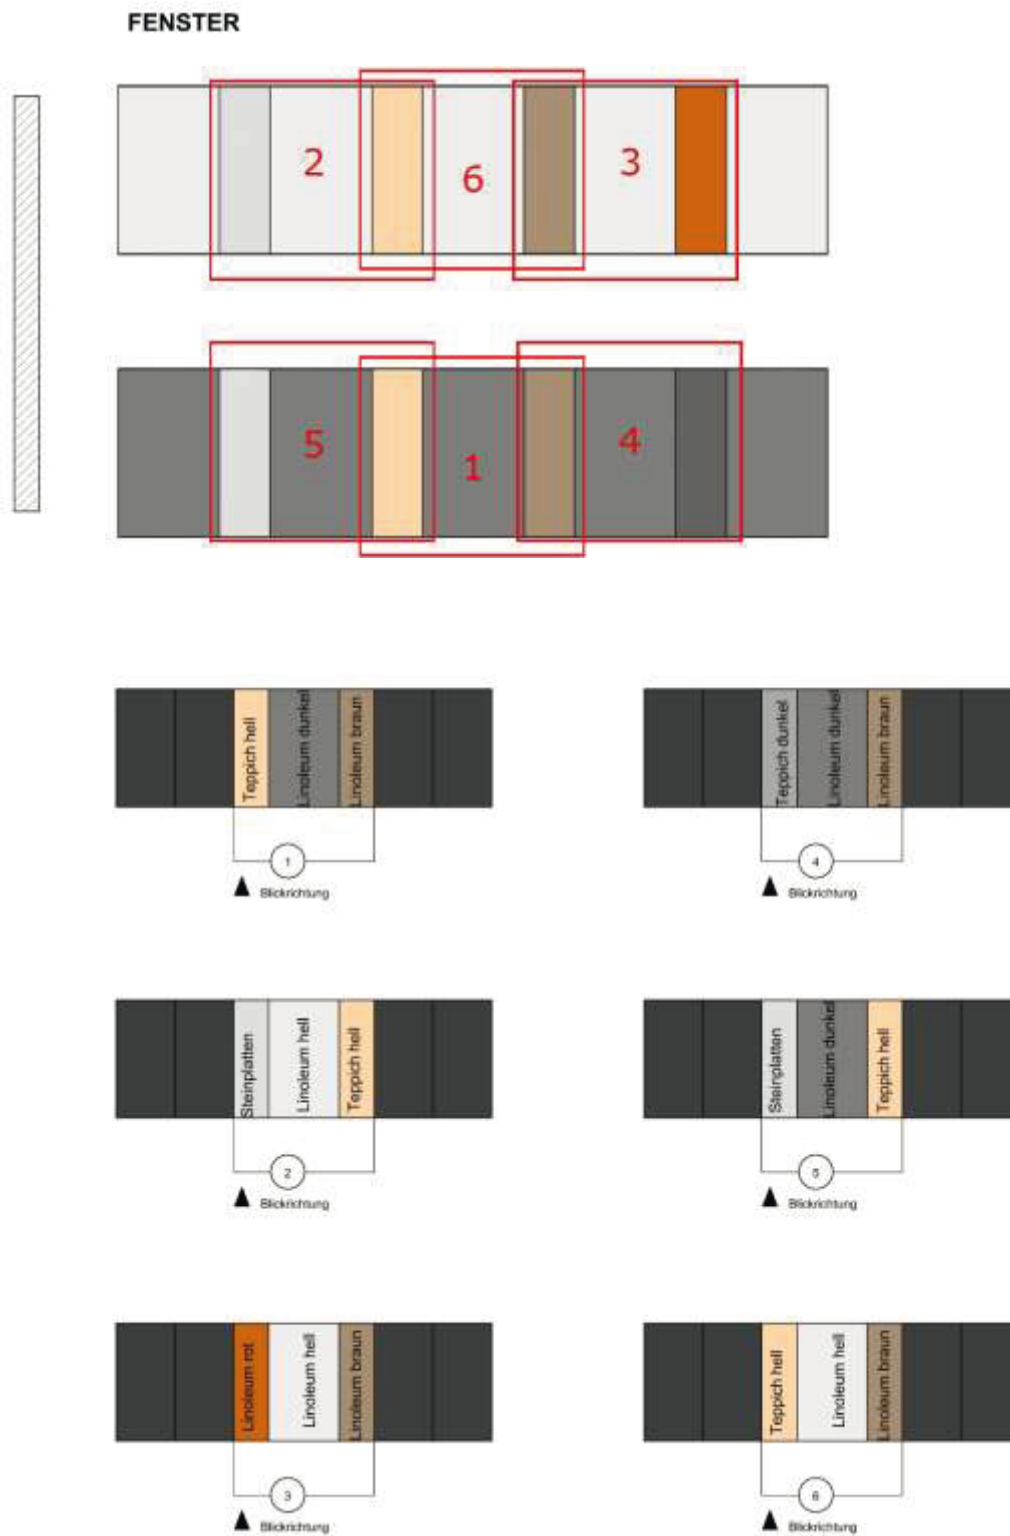 FENSTER
2
6
3
5
1
4
Teppich hell
Linoleum dunkel
Linoleum braun
1
Blickrichtung
Teppich dunkel
Linoleum dunkel
Linoleum braun
4
Blickrichtung
Steinplatten
Linoleum hell
Teppich hell
2
Blickrichtung
Steinplatten
Linoleum dunkel
Teppich hell
5
Blickrichtung
Linoleum rot
Linoleum hell
Linoleum braun
3
Blickrichtung
Teppich hell
Linoleum hell
Linoleum braun
6
Blickrichtung